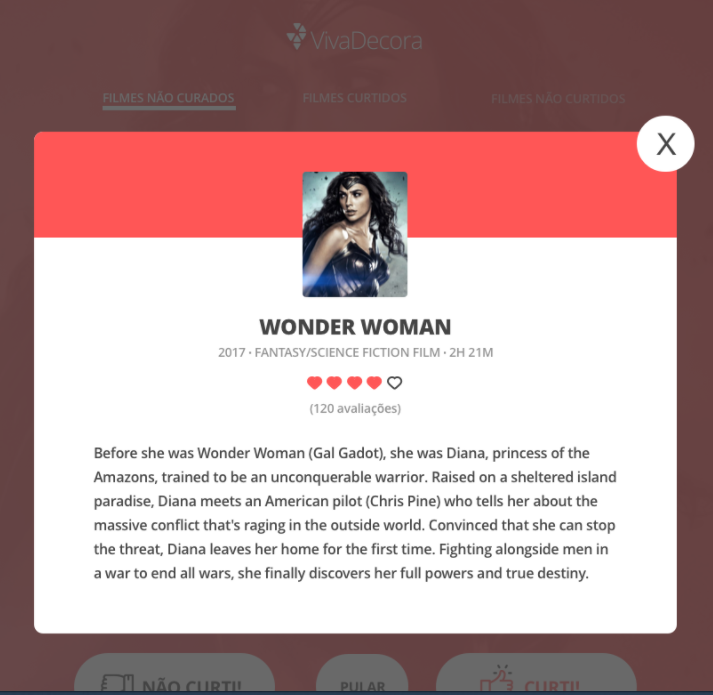 VivaDecora
FILMES NÃO CURADOS
FILMES CURTIDOS
FILMES NÃO CURTIDOS
X
WONDER WOMAN
2017 · FANTASY/SCIENCE FICTION FILM · 2H 21M
(120 avaliações)
Before she was Wonder Woman (Gal Gadot), she was Diana, princess of the
Amazons, trained to be an unconquerable warrior. Raised on a sheltered island
paradise, Diana meets an American pilot (Chris Pine) who tells her about the
massive conflict that's raging in the outside world. Convinced that she can stop
the threat, Diana leaves her home for the first time. Fighting alongside men in
a war to end all wars, she finally discovers her full powers and true destiny.
NÃO CURTI!
PULAR
CURTI!